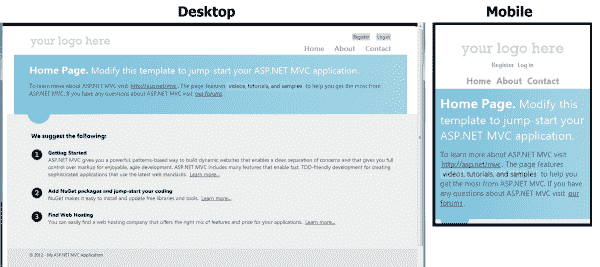 Desktop
your logo here
Register Log in
Home About Contact
Home Page. Modify this template to jump-start your ASP.NET MVC application.
To learn more about ASP.NET MVC visit http://asp.net/mvc. The page features videos, tutorials, and samples to help you get the most from
ASP.NET MVC. If you have any questions about ASP.NET MVC visit our forums.
We suggest the following:
1 Getting Started
ASP.NET MVC gives you a powerful, patterns-based way to build dynamic websites that enables a clean separation of concerns and that gives you full
control over markup for enjoyable, agile development. ASP.NET MVC includes many features that enable fast, TDD-friendly development for creating
sophisticated applications that use the latest web standards. Learn more...
2 Add NuGet packages and jump-start your coding
NuGet makes it easy to install and update free libraries and tools. Learn more...
3 Find Web Hosting
You can easily find a web hosting company that offers the right mix of features and price for your applications. Learn more...
© 2012 - My ASP.NET MVC Application
Mobile
your logo here
Register Log in
Home About Contact
Home Page. Modify
this template to
jump-start your
ASP.NET MVC
application.
To learn more about ASP.NET MVC
visit http://asp.net/mvc. The page
features videos, tutorials, and
samples to help you get the most
from ASP.NET MVC. If you have any
questions about ASP.NET MVC visit our
forums.